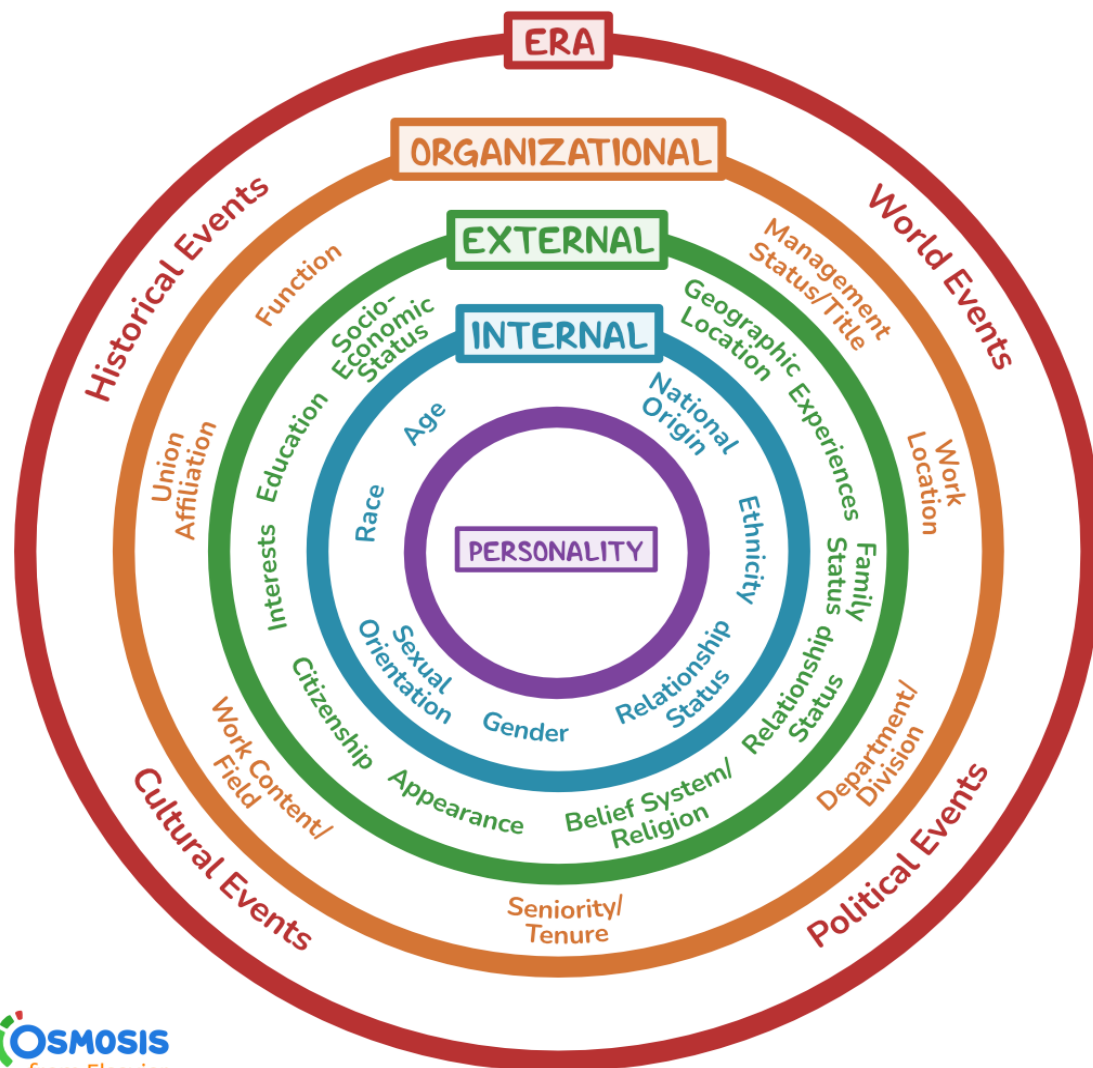 ERA
Historical Events
World Events
Cultural Events
Political Events
ORGANIZATIONAL
Function
Management
Status/Title
Union
Affiliation
Work
Location
Work Content/
Field
Department/
Division
Seniority/
Tenure
EXTERNAL
Socio-
Economic
Status
Geographic
Location
Education
Experiences
Interests
Family
Status
Citizenship
Relationship
Status
Appearance
Belief System/
Religion
INTERNAL
Age
National
Origin
Race
Ethnicity
Sexual
Orientation
Relationship
Status
Gender
PERSONALITY
OSMOSIS
from Elsevier